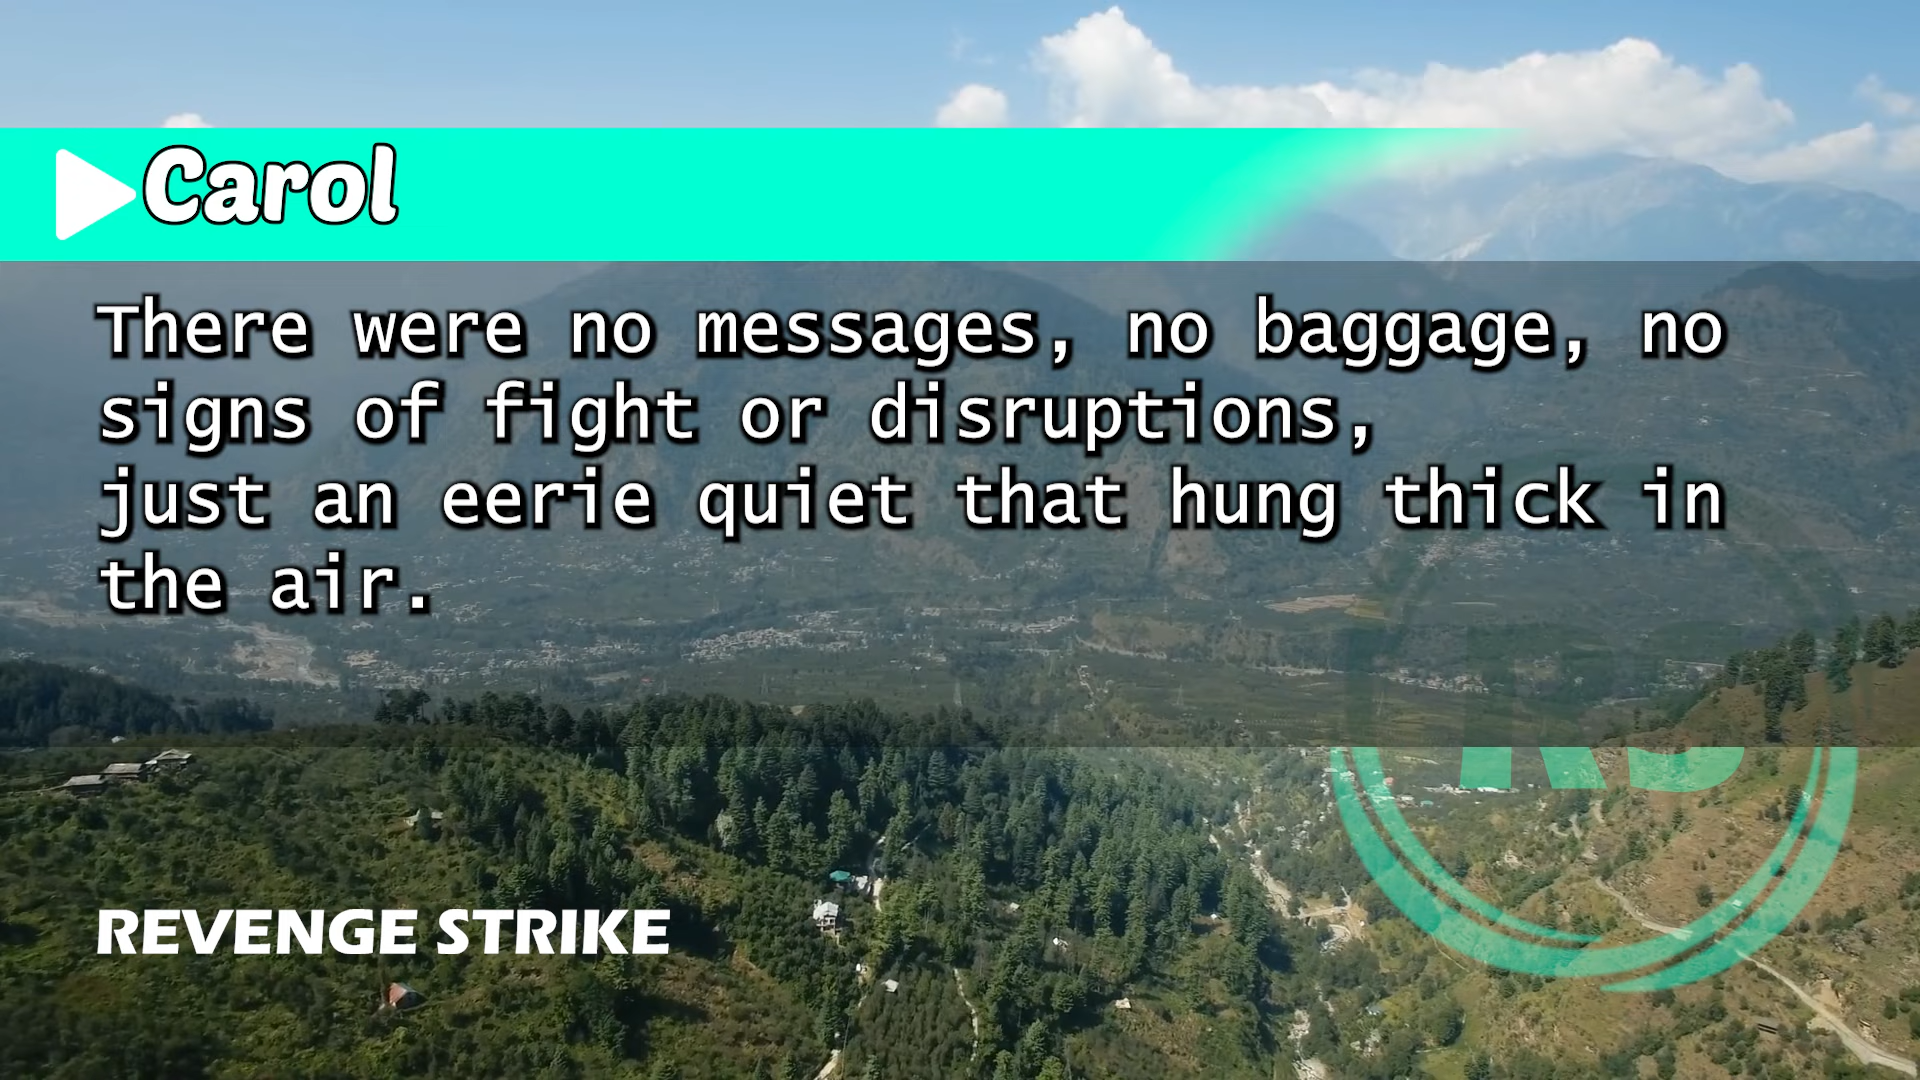 Carol
There were no messages, no baggage, no
signs of fight or disruptions,
just an eerie quiet that hung thick in
the air.
REVENGE STRIKE